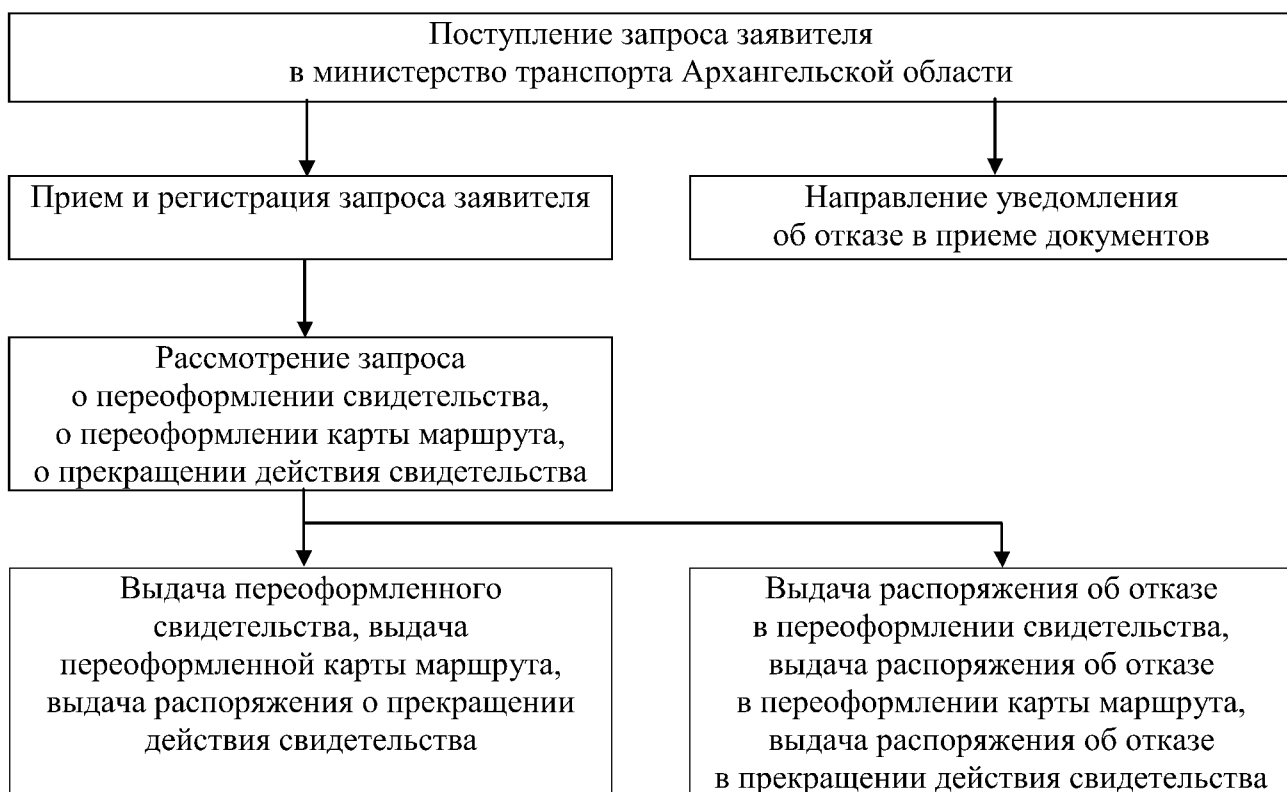 Поступление запроса заявителя
в министерство транспорта Архангельской области
Прием и регистрация запроса заявителя
Направление уведомления
об отказе в приеме документов
Рассмотрение запроса
о переоформлении свидетельства,
о переоформлении карты маршрута,
о прекращении действия свидетельства
Выдача переоформленного
свидетельства, выдача
переоформленной карты маршрута,
выдача распоряжения о прекращении
действия свидетельства
Выдача распоряжения об отказе
в переоформлении свидетельства,
выдача распоряжения об отказе
в переоформлении карты маршрута,
выдача распоряжения об отказе
в прекращении действия свидетельства